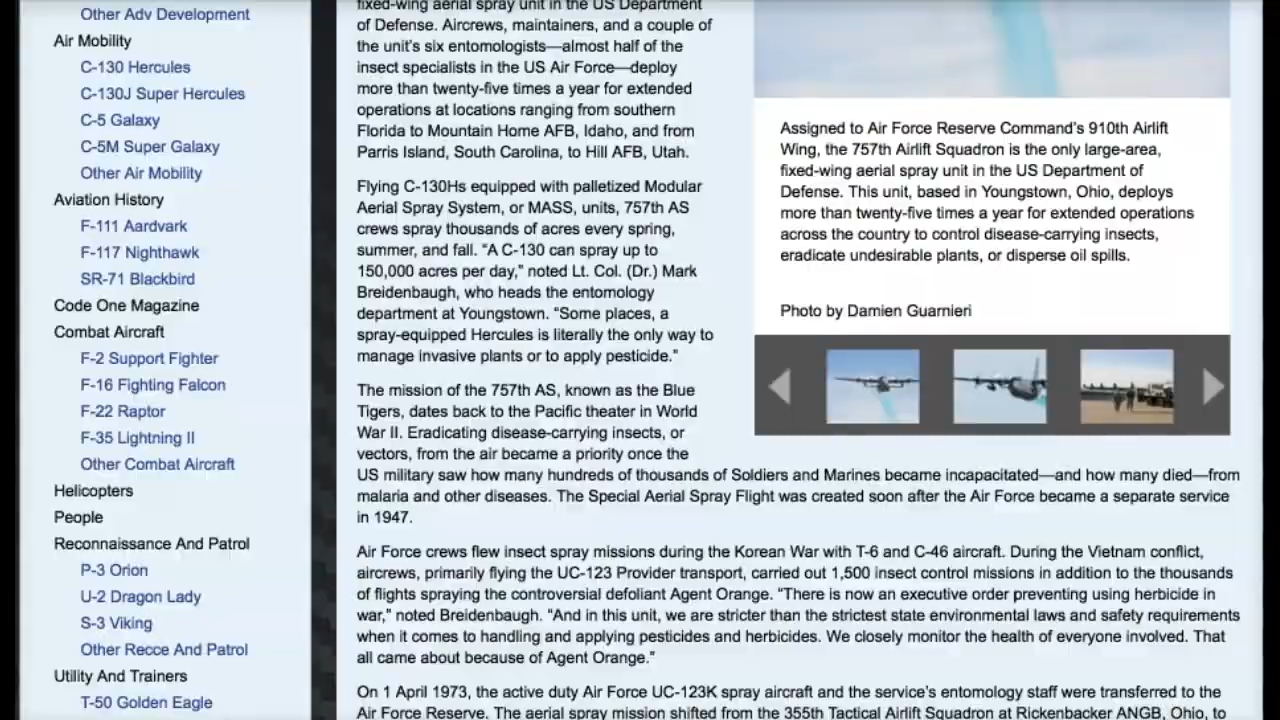 Other Adv Development
Air Mobility
C-130 Hercules
C-130J Super Hercules
C-5 Galaxy
C-5M Super Galaxy
Other Air Mobility
Aviation History
F-111 Aardvark
F-117 Nighthawk
SR-71 Blackbird
Code One Magazine
Combat Aircraft
F-2 Support Fighter
F-16 Fighting Falcon
F-22 Raptor
F-35 Lightning II
Other Combat Aircraft
Helicopters
People
Reconnaissance And Patrol
P-3 Orion
U-2 Dragon Lady
S-3 Viking
Other Recce And Patrol
Utility And Trainers
T-50 Golden Eagle
fixed-wing aerial spray unit in the US Department
of Defense. Aircrews, maintainers, and a couple of
the unit's six entomologists—almost half of the
insect specialists in the US Air Force—deploy
more than twenty-five times a year for extended
operations at locations ranging from southern
Florida to Mountain Home AFB, Idaho, and from
Parris Island, South Carolina, to Hill AFB, Utah.
Flying C-130Hs equipped with palletized Modular
Aerial Spray System, or MASS, units, 757th AS
crews spray thousands of acres every spring,
summer, and fall. “A C-130 can spray up to
150,000 acres per day,” noted Lt. Col. (Dr.) Mark
Breidenbaugh, who heads the entomology
department at Youngstown. “Some places, a
spray-equipped Hercules is literally the only way to
manage invasive plants or to apply pesticide.”
The mission of the 757th AS, known as the Blue
Tigers, dates back to the Pacific theater in World
War II. Eradicating disease-carrying insects, or
vectors, from the air became a priority once the
US military saw how many hundreds of thousands of Soldiers and Marines became incapacitated—and how many died—from
malaria and other diseases. The Special Aerial Spray Flight was created soon after the Air Force became a separate service
in 1947.
Air Force crews flew insect spray missions during the Korean War with T-6 and C-46 aircraft. During the Vietnam conflict,
aircrews, primarily flying the UC-123 Provider transport, carried out 1,500 insect control missions in addition to the thousands
of flights spraying the controversial defoliant Agent Orange. “There is now an executive order preventing using herbicide in
war,” noted Breidenbaugh. “And in this unit, we are stricter than the strictest state environmental laws and safety requirements
when it comes to handling and applying pesticides and herbicides. We closely monitor the health of everyone involved. That
all came about because of Agent Orange.”
On 1 April 1973, the active duty Air Force UC-123K spray aircraft and the service's entomology staff were transferred to the
Air Force Reserve. The aerial spray mission shifted from the 355th Tactical Airlift Squadron at Rickenbacker ANGB, Ohio, to
Assigned to Air Force Reserve Command's 910th Airlift
Wing, the 757th Airlift Squadron is the only large-area,
fixed-wing aerial spray unit in the US Department of
Defense. This unit, based in Youngstown, Ohio, deploys
more than twenty-five times a year for extended operations
across the country to control disease-carrying insects,
eradicate undesirable plants, or disperse oil spills.
Photo by Damien Guarnieri